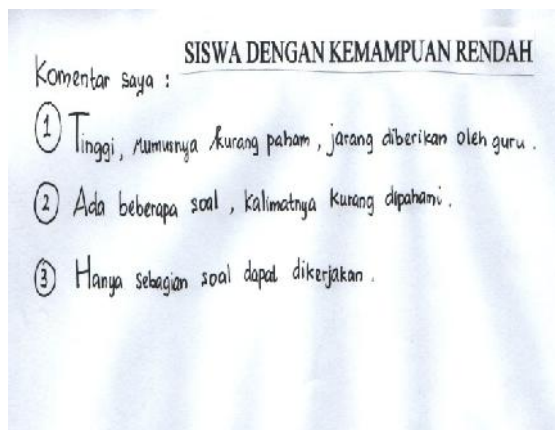 SISWA DENGAN KEMAMPUAN RENDAH
Komentar saya :
1 Tinggi, rumusnya kurang paham, jarang diberikan oleh guru.
2 Ada beberapa soal, kalimatnya kurang dipahami.
3 Hanya sebagian soal dapat dikerjakan.